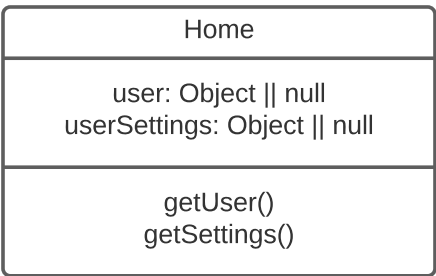 Home
user: Object || null
userSettings: Object || null
getUser()
getSettings()